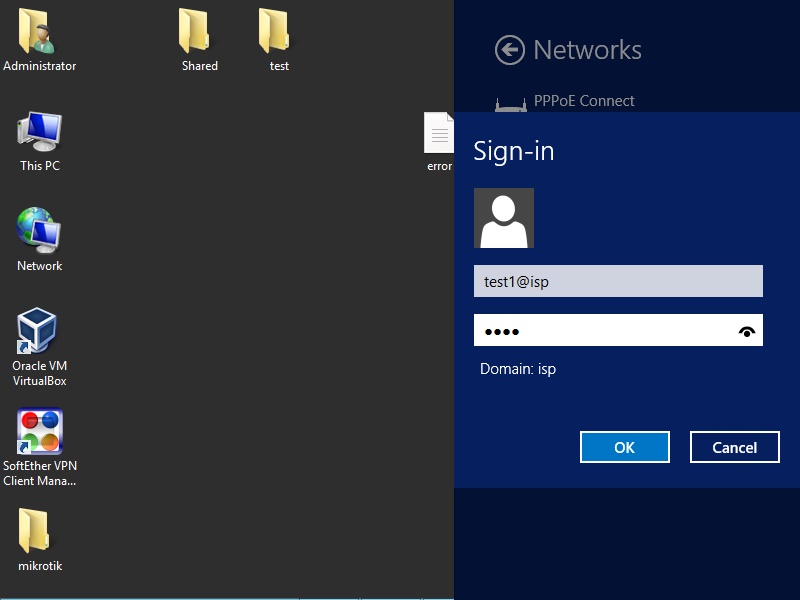 Administrator
Shared
test
This PC
error
Network
Oracle VM
VirtualBox
SoftEther VPN
Client Mana...
mikrotik
Networks
PPPoE Connect
Sign-in
test1@isp
Domain: isp
OK
Cancel